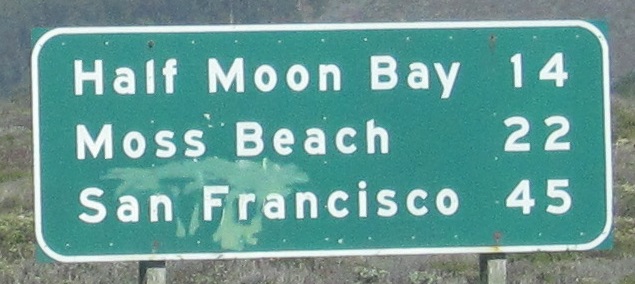 Half Moon Bay 14
Moss Beach 22
San Francisco 45